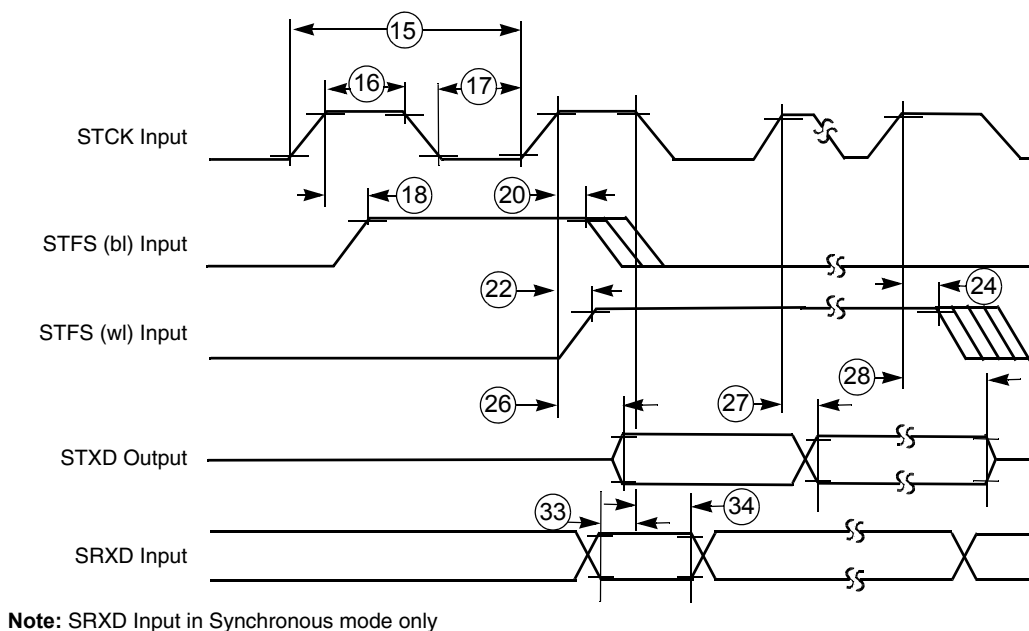 15
16
17
STCK Input
18
20
STFS (bl) Input
22
24
STFS (wl) Input
26
27
28
STXD Output
33
34
SRXD Input
Note: SRXD Input in Synchronous mode only